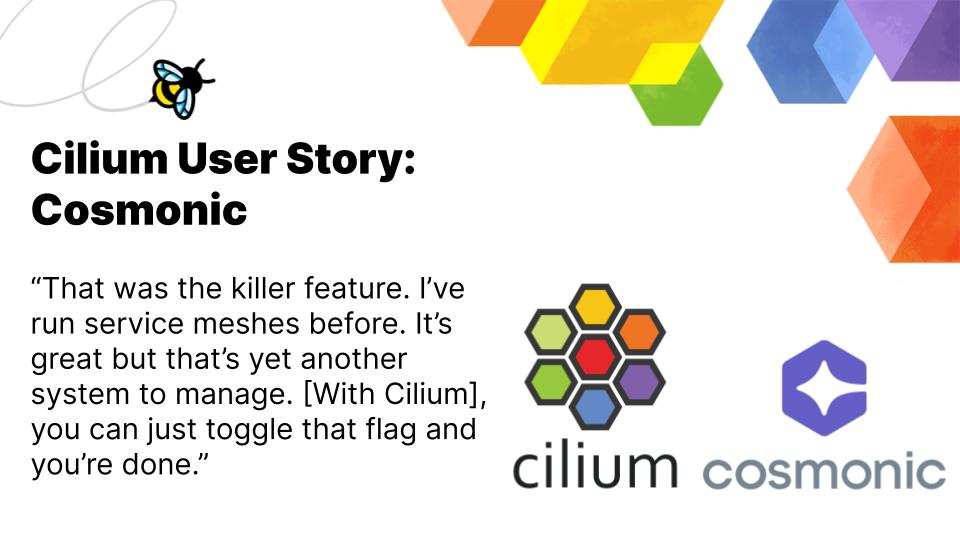 Cilium User Story:
Cosmonic
“That was the killer feature. I’ve
run service meshes before. It’s
great but that’s yet another
system to manage. [With Cilium],
you can just toggle that flag and
you’re done.”
cilium
cosmonic